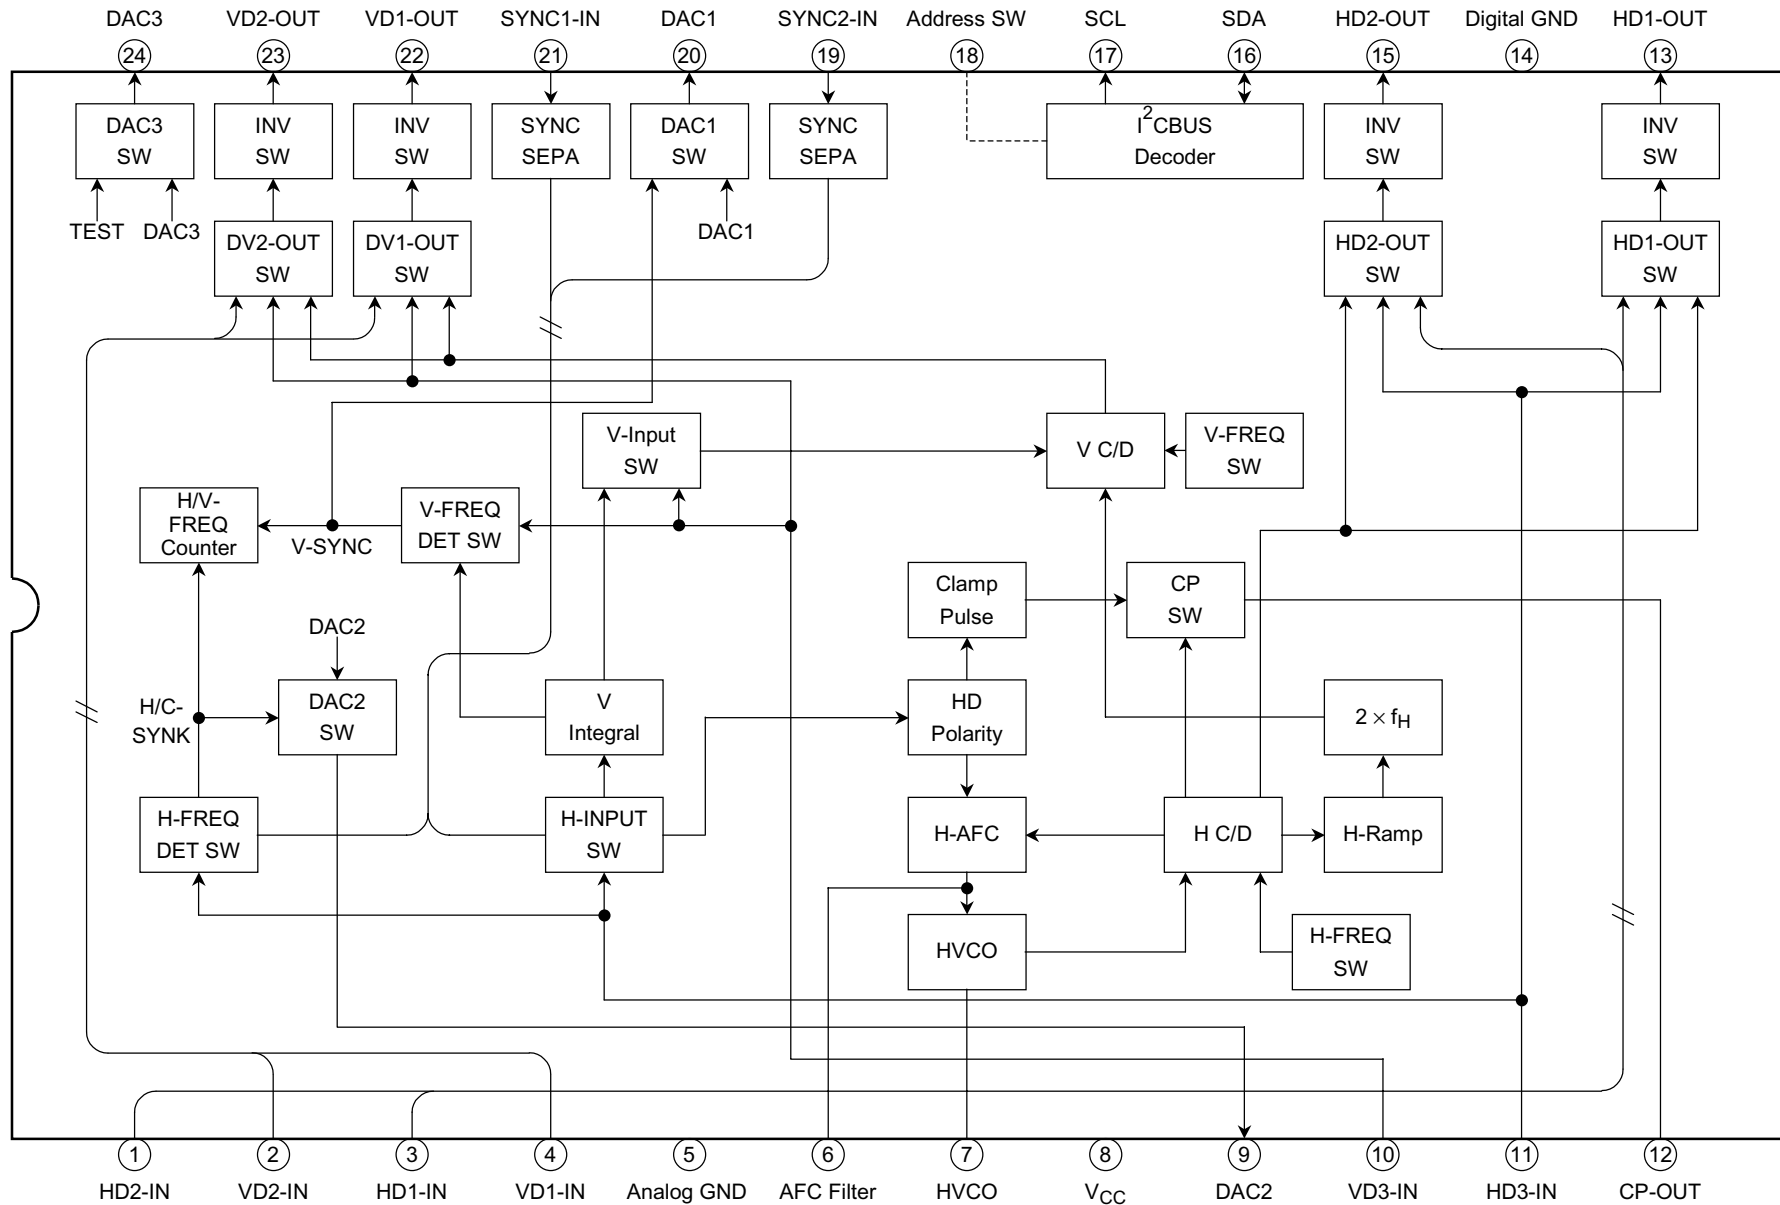 DAC3 VD2-OUT VD1-OUT SYNC1-IN DAC1 SYNC2-IN Address SW SCL SDA HD2-OUT Digital GND HD1-OUT
24 23 22 21 20 19 18 17 16 15 14 13
DAC3
SW
INV
SW
INV
SW
SYNC
SEPA
DAC1
SW
SYNC
SEPA
I2CBUS
Decoder
INV
SW
INV
SW
TEST DAC3
DV2-OUT
SW
DV1-OUT
SW
DAC1
HD2-OUT
SW
HD1-OUT
SW
V-Input
SW
V C/D
V-FREQ
SW
H/V-
FREQ
Counter
V-SYNC
V-FREQ
DET SW
Clamp
Pulse
CP
SW
DAC2
H/C-
SYNK
DAC2
SW
V
Integral
HD
Polarity
2 × fH
H-FREQ
DET SW
H-INPUT
SW
H-AFC
H C/D
H-Ramp
HVCO
H-FREQ
SW
1 2 3 4 5 6 7 8 9 10 11 12
HD2-IN VD2-IN HD1-IN VD1-IN Analog GND AFC Filter HVCO VCC DAC2 VD3-IN HD3-IN CP-OUT